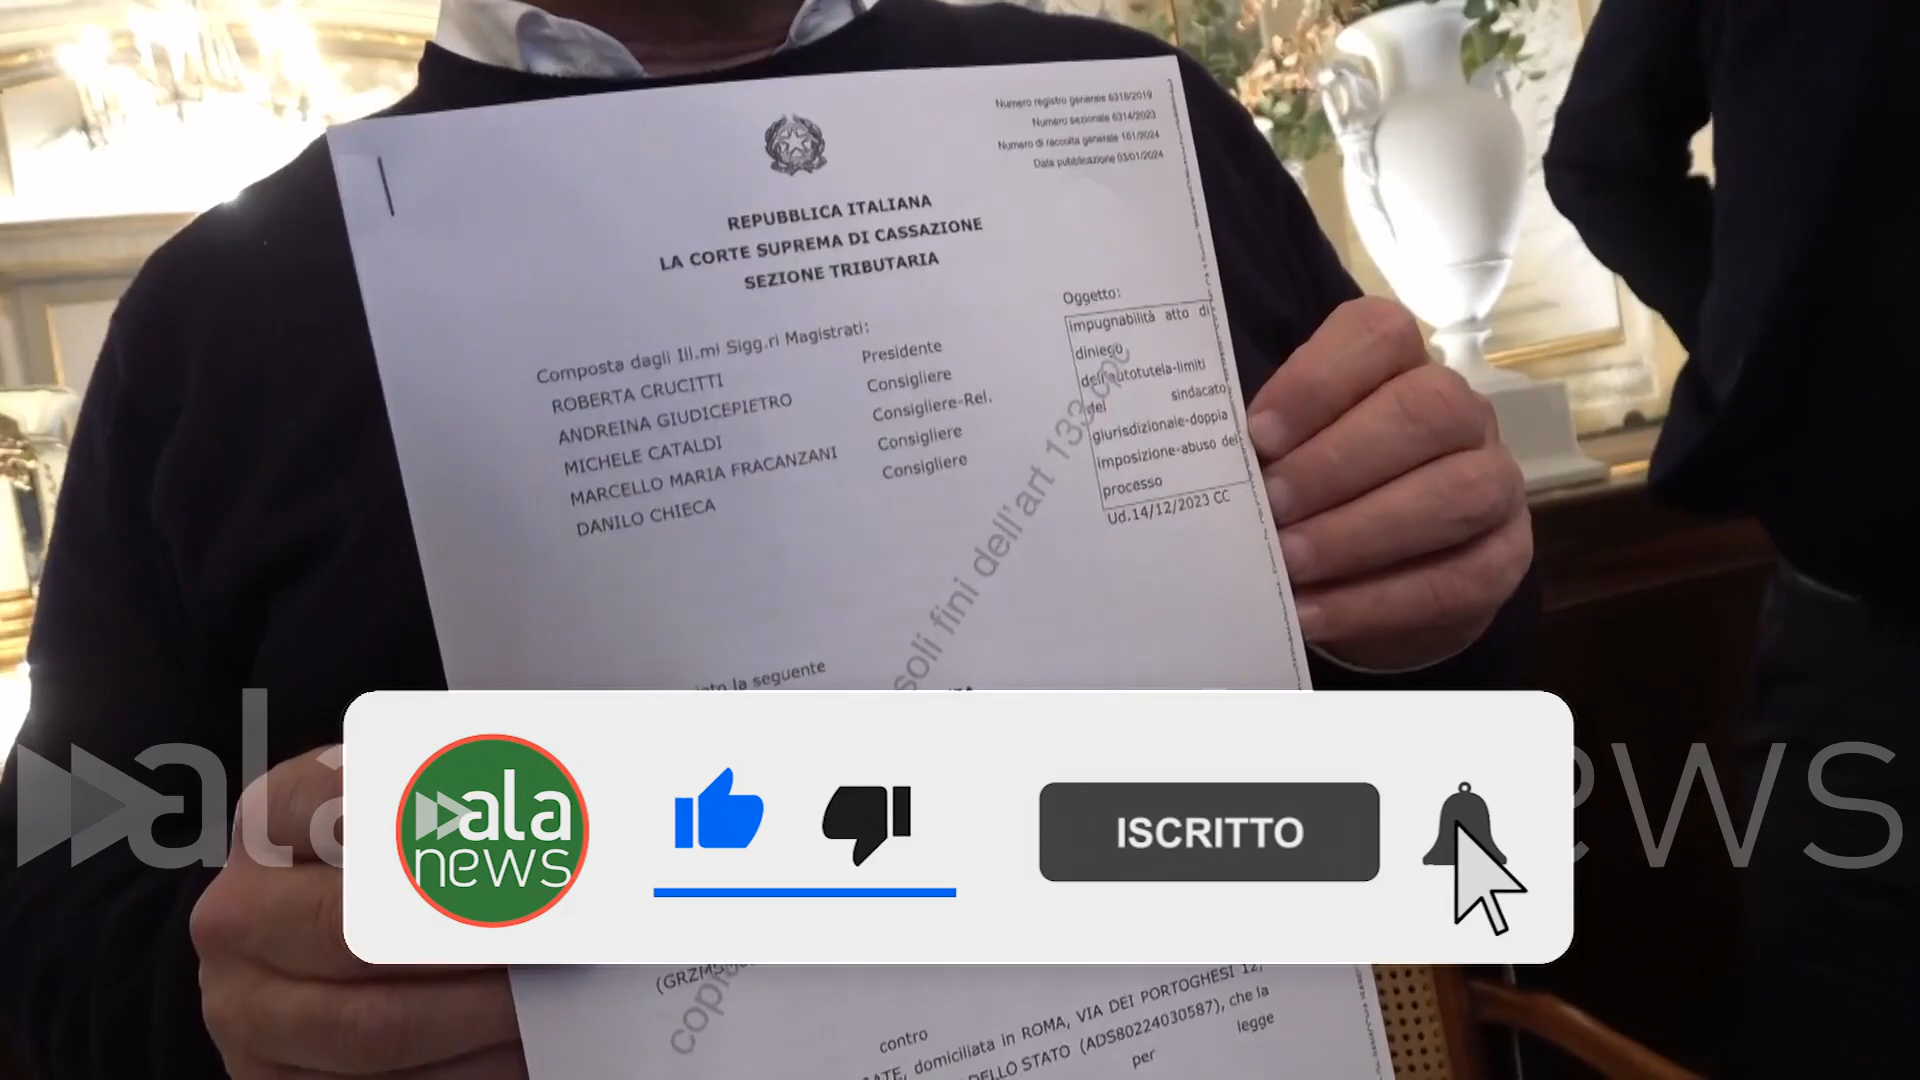 Numero registro generale 6318/2019
Numero sezionale 6314/2023
Numero di raccolta generale 101/2024
Data pubblicazione 03/01/2024
REPUBBLICA ITALIANA
LA CORTE SUPREMA DI CASSAZIONE
SEZIONE TRIBUTARIA
Composta dagli Ill.mi Sigg.ri Magistrati:
ROBERTA CRUCITTI Presidente
ANDREINA GIUDICEPIETRO Consigliere
MICHELE CATALDI Consigliere-Rel.
MARCELLO MARIA FRACANZANI Consigliere
DANILO CHIECA Consigliere
Oggetto:
impugnabilità atto di
diniego
dell'autotutela-limiti
del sindacato
giurisdizionale-doppia
imposizione-abuso del
processo
Ud.14/12/2023 CC
soli fini dell'art 133 cpc
la seguente
ala
news
ala
news
ISCRITTO
contro
domiciliata in ROMA, VIA DEI PORTOGHESI 12,
STATO (ADS80224030587), che la
per legge